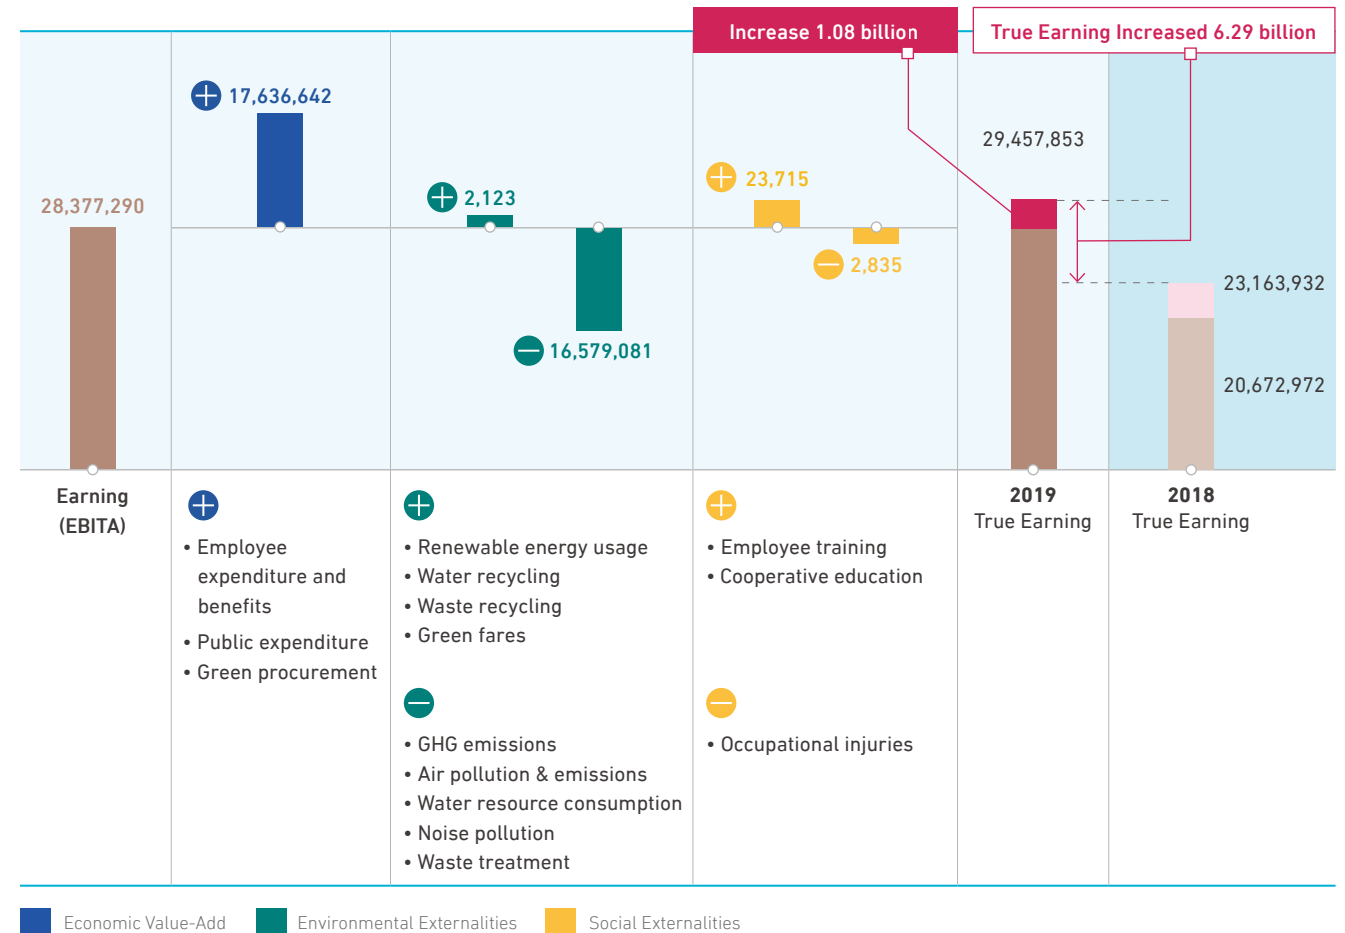 Increase 1.08 billion
True Earning Increased 6.29 billion
17,636,642
29,457,853
23,715
2,123
28,377,290
2,835
23,163,932
16,579,081
20,672,972
Earning
(EBITA)
• Employee
expenditure and
benefits
• Public expenditure
• Green procurement
• Renewable energy usage
• Water recycling
• Waste recycling
• Green fares
• GHG emissions
• Air pollution & emissions
• Water resource consumption
• Noise pollution
• Waste treatment
• Employee training
• Cooperative education
• Occupational injuries
2019
True Earning
2018
True Earning
Economic Value-Add
Environmental Externalities
Social Externalities